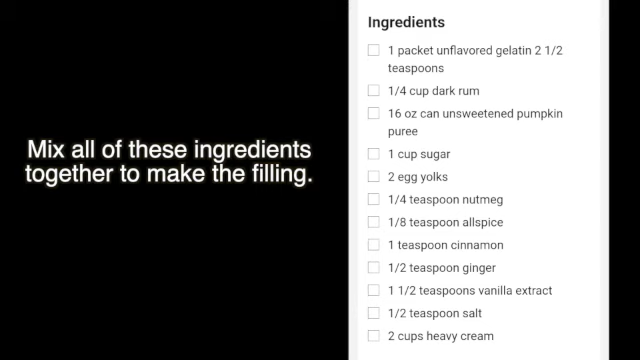 Mix all of these ingredients
together to make the filling.
Ingredients
1 packet unflavored gelatin 2 1/2
teaspoons
1/4 cup dark rum
16 oz can unsweetened pumpkin
puree
1 cup sugar
2 egg yolks
1/4 teaspoon nutmeg
1/8 teaspoon allspice
1 teaspoon cinnamon
1/2 teaspoon ginger
1 1/2 teaspoons vanilla extract
1/2 teaspoon salt
2 cups heavy cream